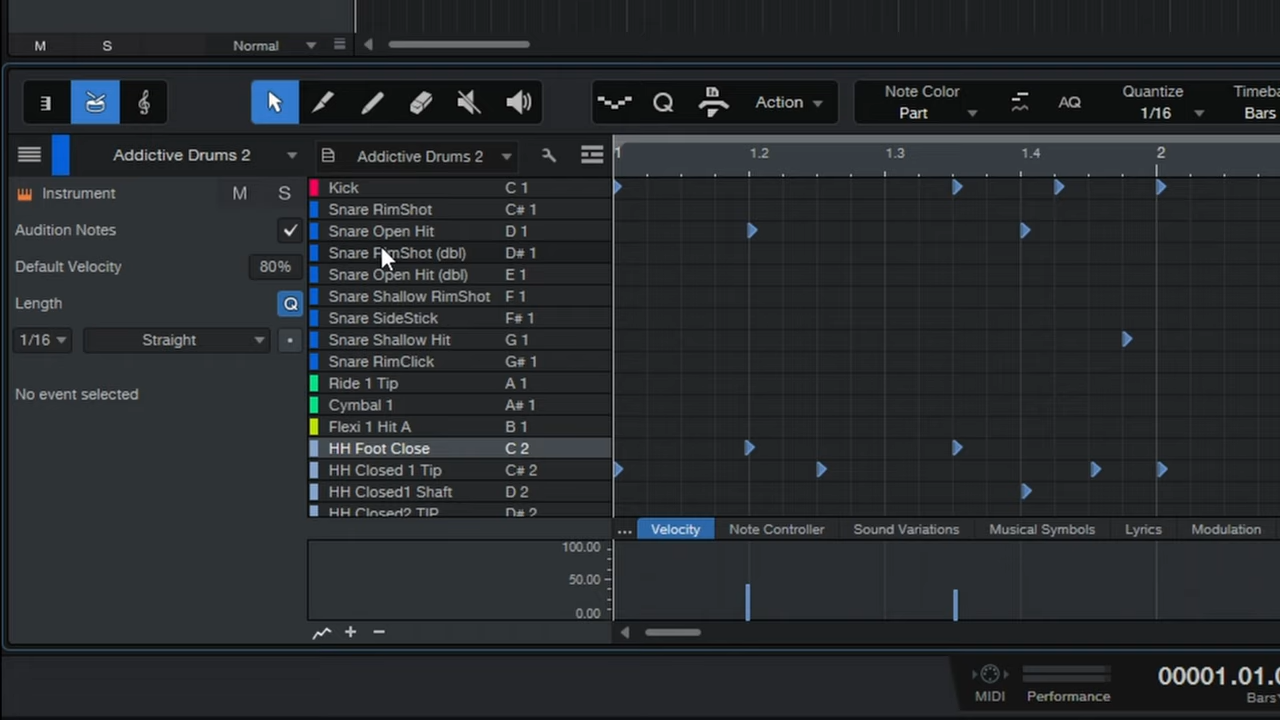 M S Normal
Note Color
Part
Action
Q
AQ
Quantize
1/16
Bars
Addictive Drums 2
Addictive Drums 2
1 1.2 1.3 1.4 2
Instrument M S
Audition Notes
Default Velocity 80%
Length Q
1/16 Straight
No event selected
Kick C 1
Snare RimShot C# 1
Snare Open Hit D 1
Snare RimShot (dbl) D# 1
Snare Open Hit (dbl) E 1
Snare Shallow RimShot F 1
Snare SideStick F# 1
Snare Shallow Hit G 1
Snare RimClick G# 1
Ride 1 Tip A 1
Cymbal 1 A# 1
Flexi 1 Hit A B 1
HH Foot Close C 2
HH Closed 1 Tip C# 2
HH Closed1 Shaft D 2
HH Closed2 TIP D# 2
... Velocity Note Controller Sound Variations Musical Symbols Lyrics Modulation
100.00
50.00
0.00
MIDI Performance
00001.01.0
Bars